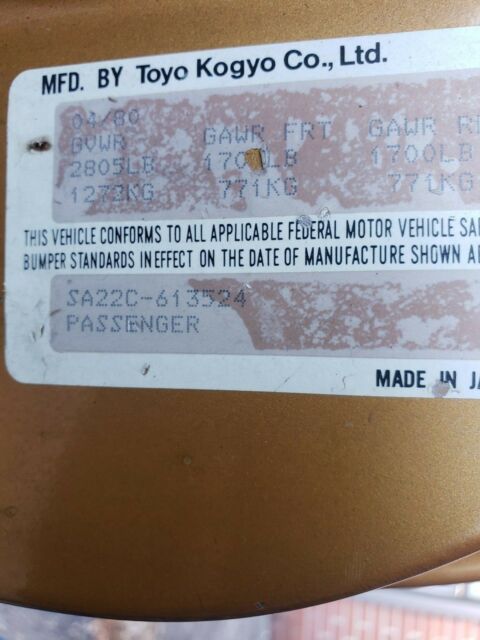 MFD. BY Toyo Kogyo Co., Ltd.
04/80
GVWR GAWR FRT GAWR
2805LB 1700LB 1700LB
1272KG 771KG 771KG
THIS VEHICLE CONFORMS TO ALL APPLICABLE FEDERAL MOTOR VEHICLE
BUMPER STANDARDS IN EFFECT ON THE DATE OF MANUFACTURE SHOWN
SA22C-613524
PASSENGER
MADE IN